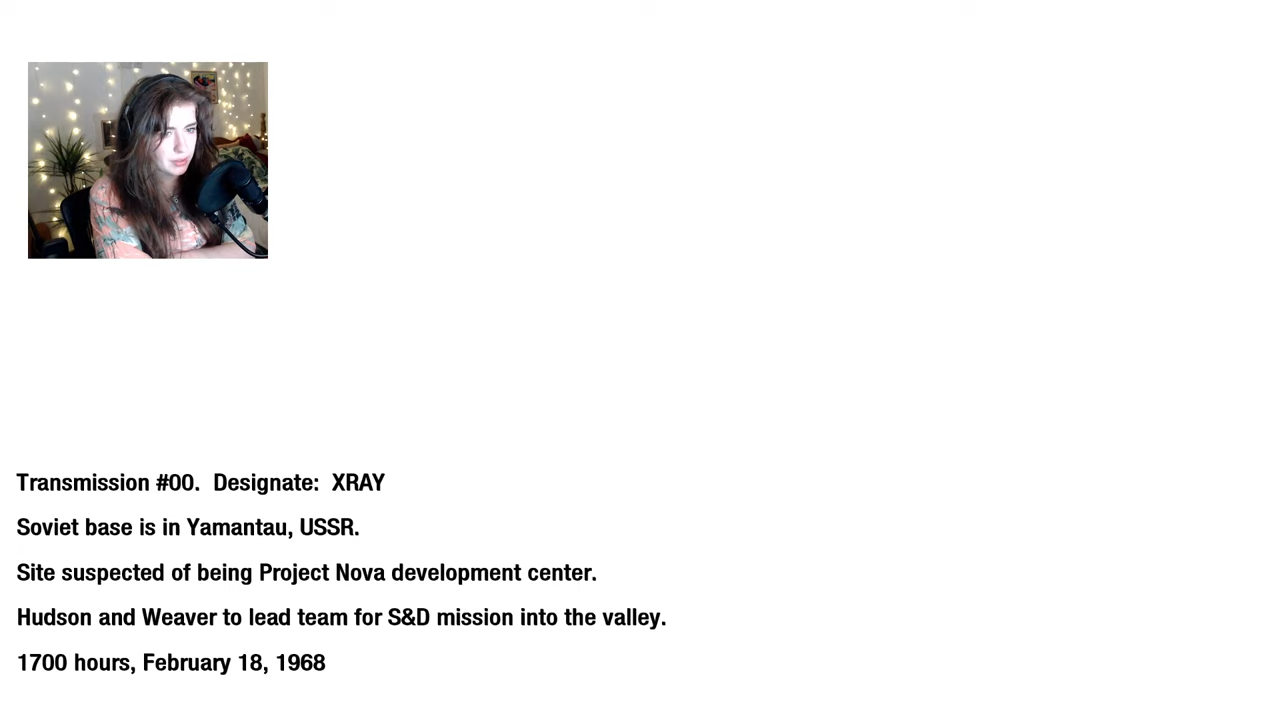 Transmission #00.  Designate:  XRAY
Soviet base is in Yamantau, USSR.
Site suspected of being Project Nova development center.
Hudson and Weaver to lead team for S&D mission into the valley.
1700 hours, February 18, 1968